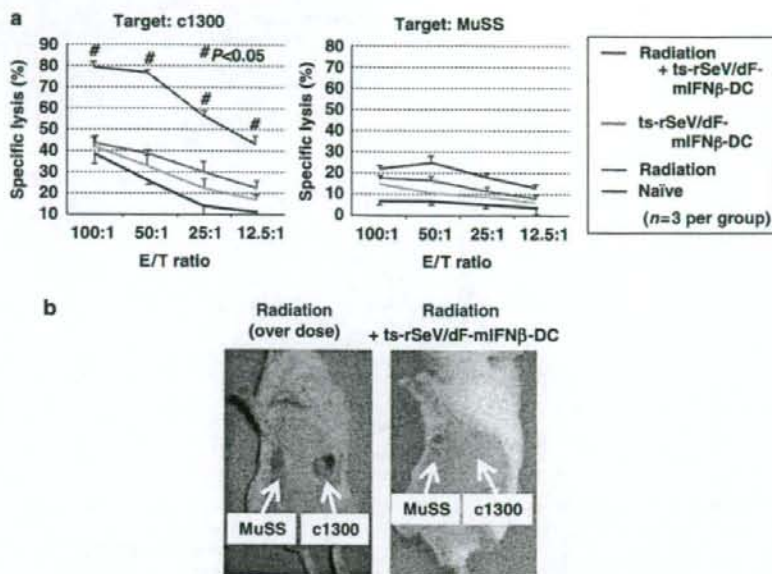 a
Target: c1300
Specific lysis (%)
90
80
70
60
50
40
30
20
10
# # # P<0.05
#
#
100:1 50:1 25:1 12.5:1
E/T ratio
Target: MuSS
Specific lysis (%)
80
70
60
50
40
30
20
10
0
100:1 50:1 25:1 12.5:1
E/T ratio
Radiation
+ ts-rSeV/dF-
mIFNβ-DC
ts-rSeV/dF-
mIFNβ-DC
Radiation
Naïve
(n=3 per group)
b
Radiation
(over dose)
MuSS c1300
Radiation
+ ts-rSeV/dF-mIFNβ-DC
MuSS c1300